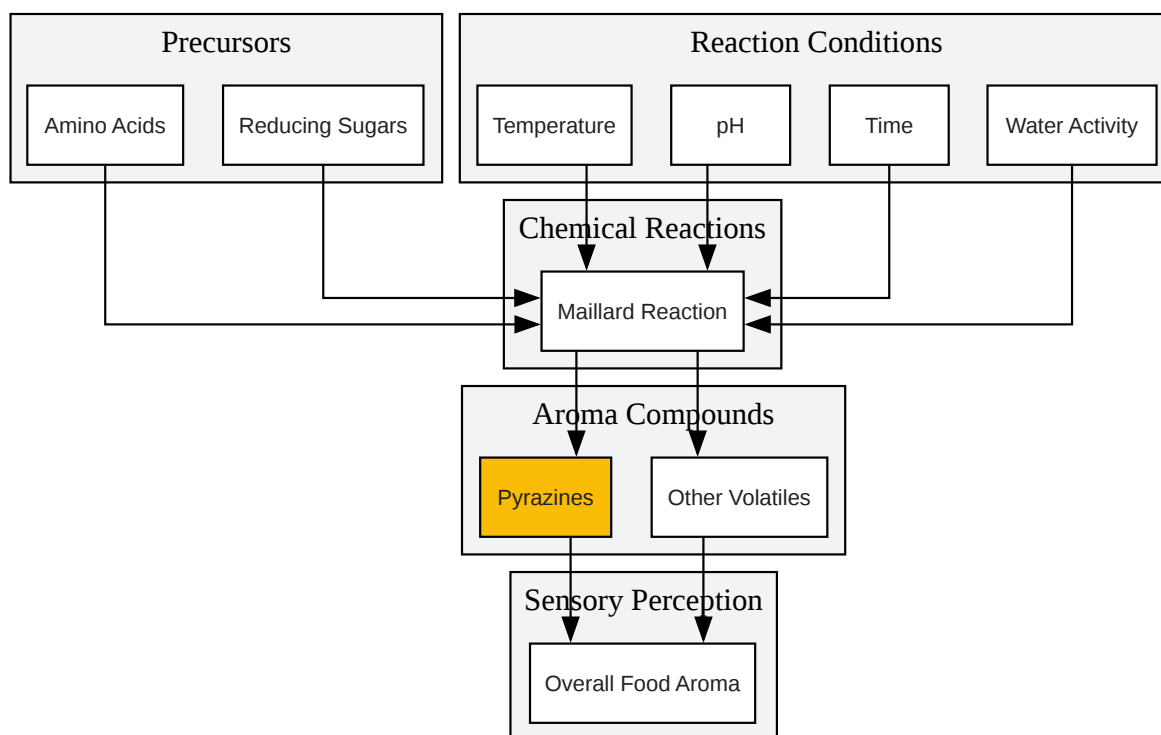 Precursors
Reaction Conditions
Amino Acids
Reducing Sugars
Temperature
pH
Time
Water Activity
Chemical Reactions
Maillard Reaction
Aroma Compounds
Pyrazines
Other Volatiles
Sensory Perception
Overall Food Aroma